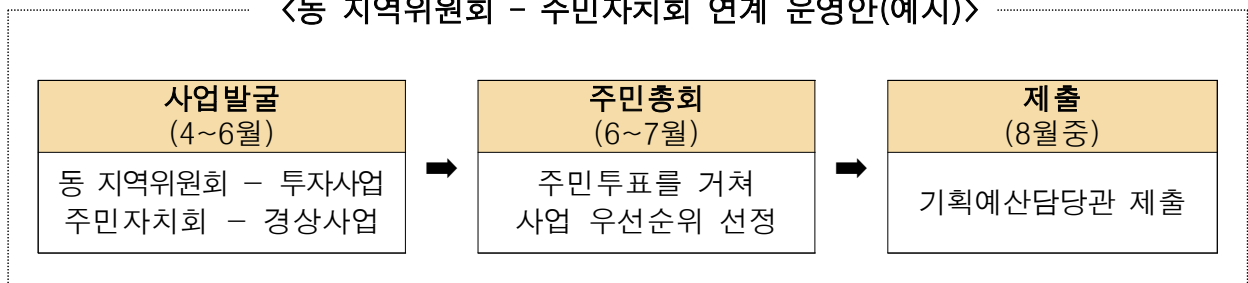 <동 지역위원회 – 주민자치회 연계 운영안(예시)>
사업발굴
(4~6월)
동 지역위원회 – 투자사업
주민자치회 – 경상사업
➡
주민총회
(6~7월)
주민투표를 거쳐
사업 우선순위 선정
➡
제출
(8월중)
기획예산담당관 제출